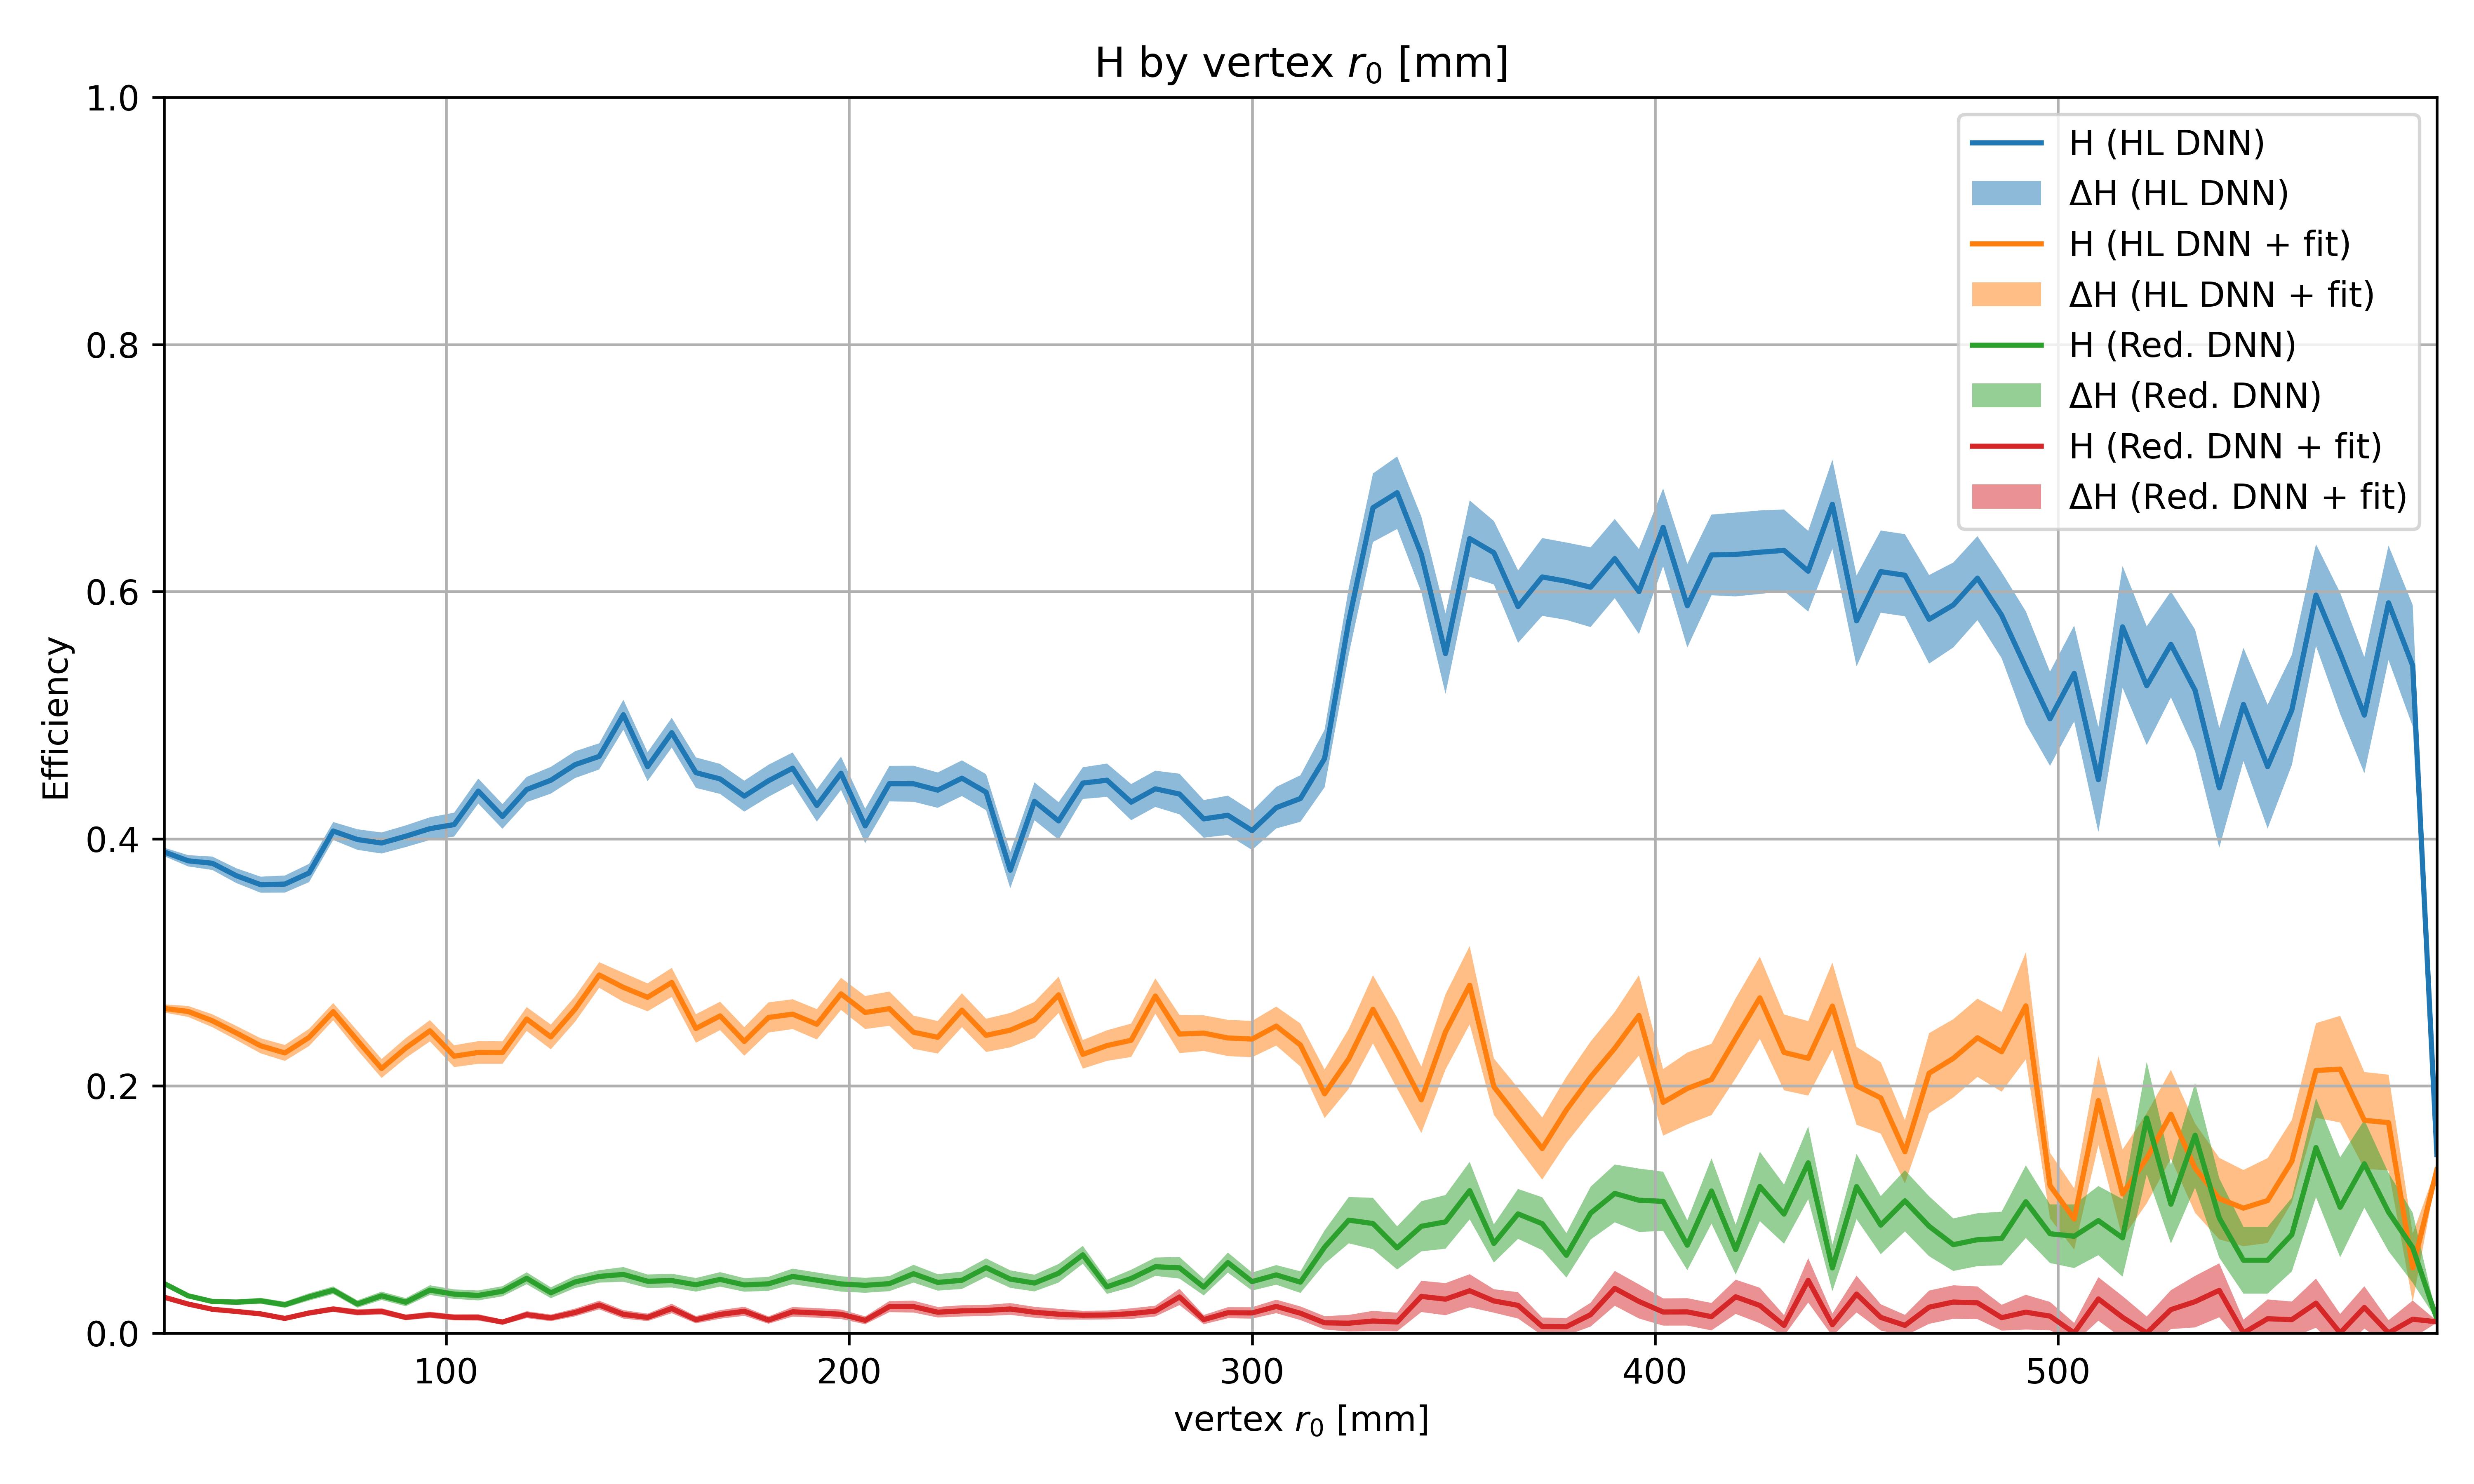 H by vertex r₀ [mm]
1.0
0.8
0.6
0.4
0.2
0.0
Efficiency
H (HL DNN)
ΔH (HL DNN)
H (HL DNN + fit)
ΔH (HL DNN + fit)
H (Red. DNN)
ΔH (Red. DNN)
H (Red. DNN + fit)
ΔH (Red. DNN + fit)
100 200 300 400 500
vertex r₀ [mm]